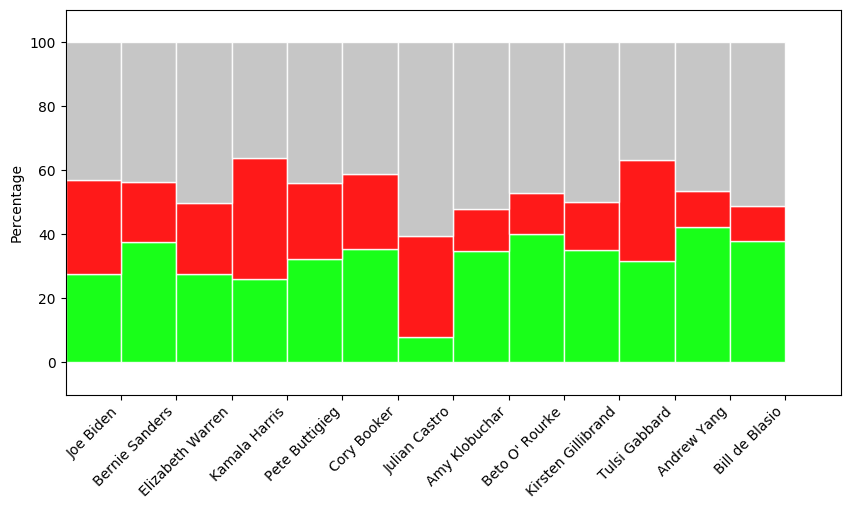 100
80
60
40
20
0
Percentage
Joe Biden
Bernie Sanders
Elizabeth Warren
Kamala Harris
Pete Buttigieg
Cory Booker
Julian Castro
Amy Klobuchar
Beto O' Rourke
Kirsten Gillibrand
Tulsi Gabbard
Andrew Yang
Bill de Blasio